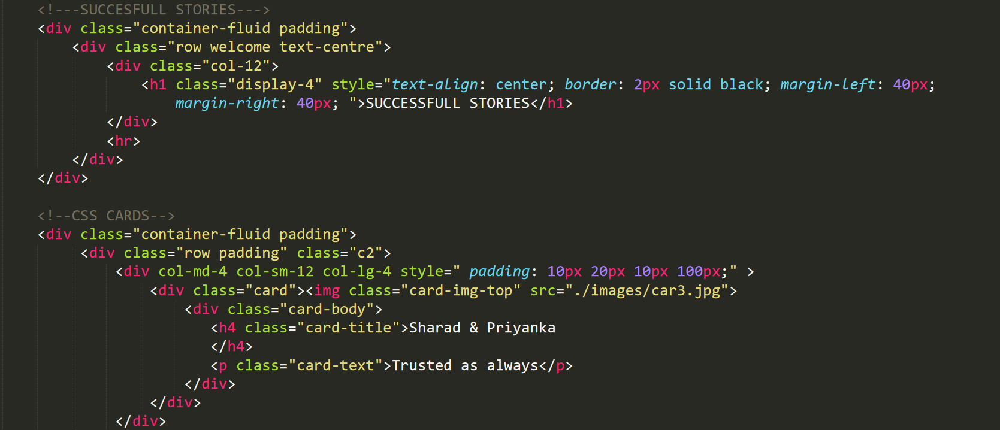 <!---SUCCESFULL STORIES--->
<div class="container-fluid padding">
<div class="row welcome text-centre">
<div class="col-12">
<h1 class="display-4" style="text-align: center; border: 2px solid black; margin-left: 40px;
margin-right: 40px; ">SUCCESSFULL STORIES</h1>
</div>
<hr>
</div>
</div>
<!--CSS CARDS-->
<div class="container-fluid padding">
<div class="row padding" class="c2">
<div col-md-4 col-sm-12 col-lg-4 style=" padding: 10px 20px 10px 100px;" >
<div class="card"><img class="card-img-top" src="./images/car3.jpg">
<div class="card-body">
<h4 class="card-title">Sharad & Priyanka
</h4>
<p class="card-text">Trusted as always</p>
</div>
</div>
</div>